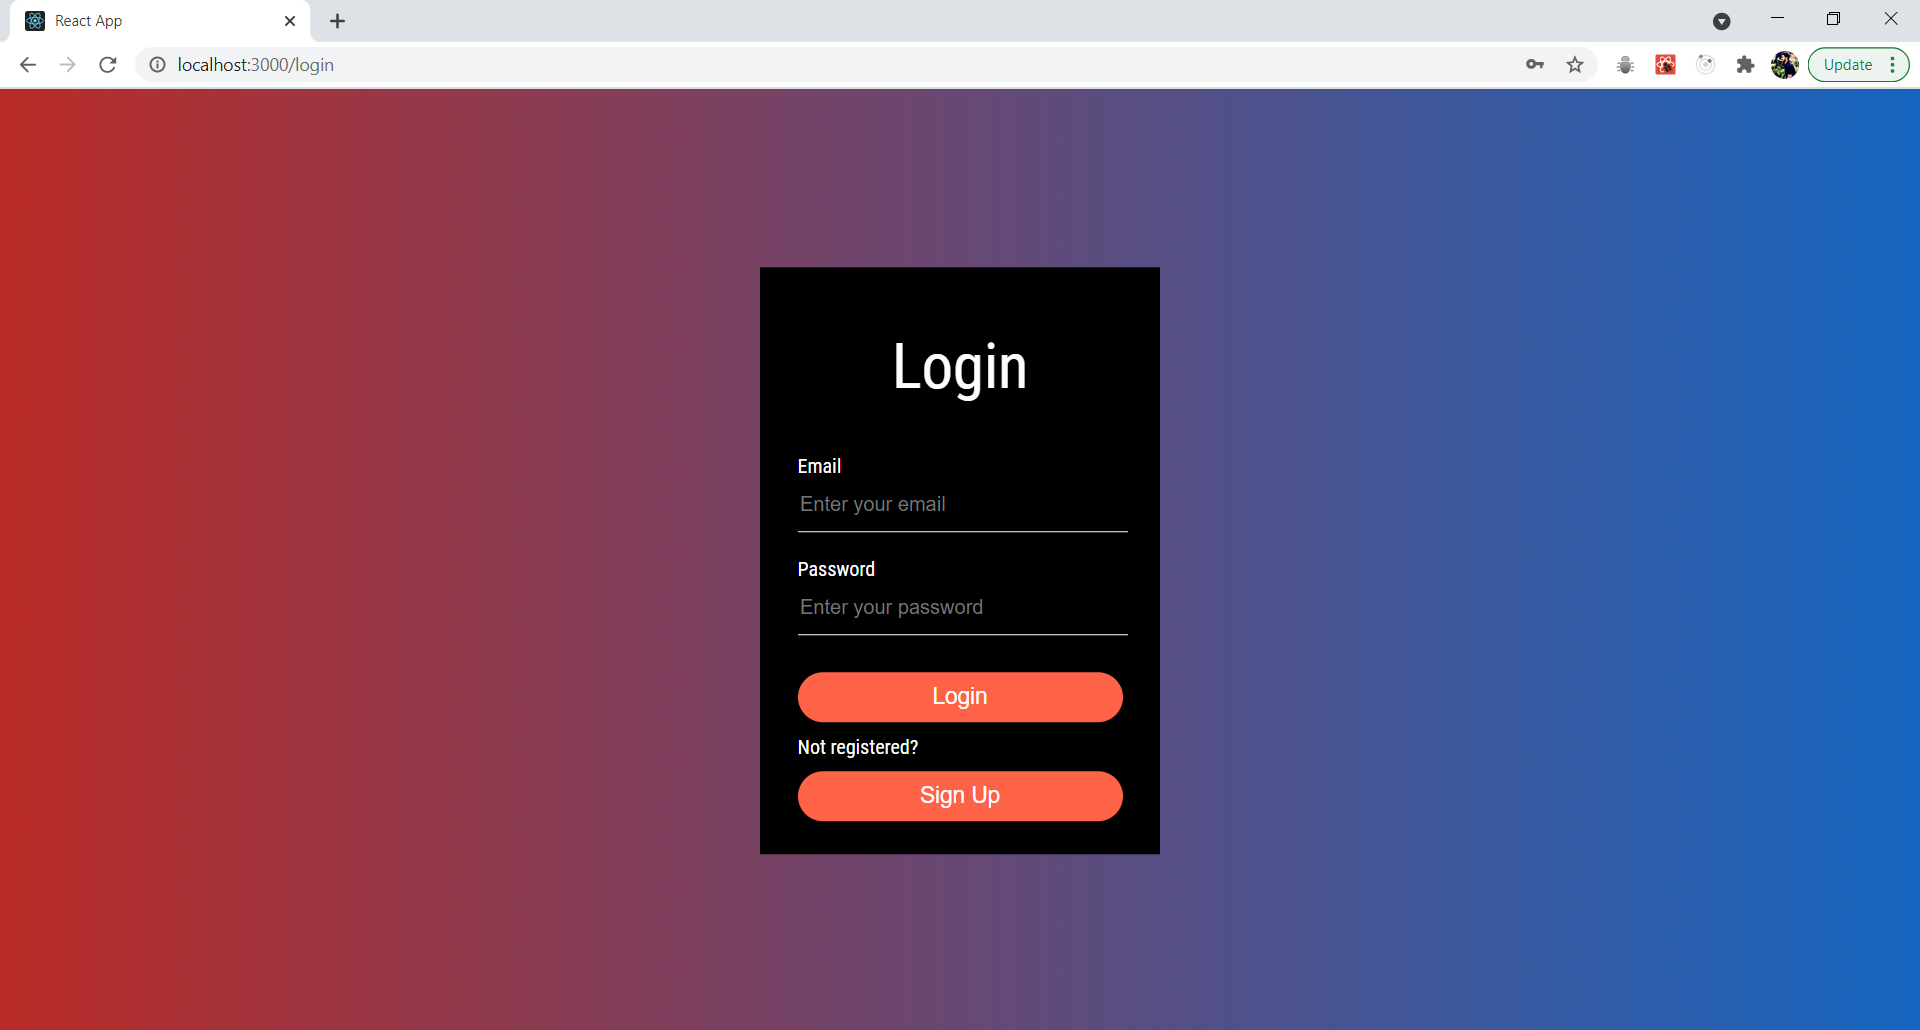 React App
localhost:3000/login
Update
Login
Email
Enter your email
Password
Enter your password
Login
Not registered?
Sign Up